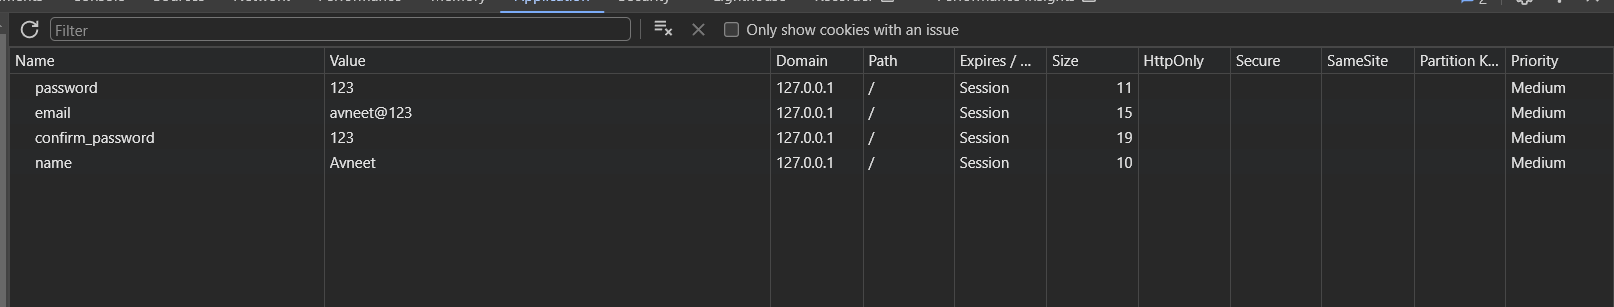 Application
2
Filter
Only show cookies with an issue
Name Value Domain Path Expires / ... Size HttpOnly Secure SameSite Partition K... Priority
password 123 127.0.0.1 / Session 11 Medium
email avneet@123 127.0.0.1 / Session 15 Medium
confirm_password 123 127.0.0.1 / Session 19 Medium
name Avneet 127.0.0.1 / Session 10 Medium